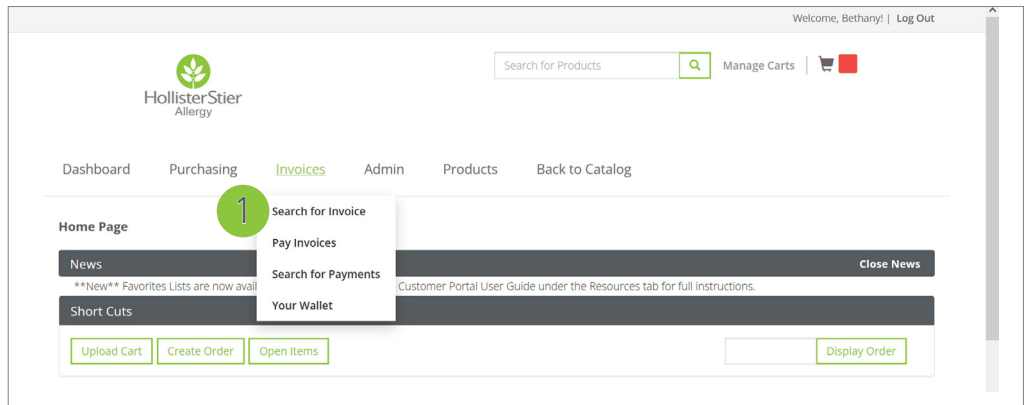 Welcome, Bethany! | Log Out
HollisterStier
Allergy
Search for Products
Manage Carts
Dashboard Purchasing Invoices Admin Products Back to Catalog
1
Search for Invoice
Pay Invoices
Search for Payments
Your Wallet
Home Page
News Close News
**New** Favorites Lists are now avail Customer Portal User Guide under the Resources tab for full instructions.
Short Cuts
Upload Cart Create Order Open Items Display Order